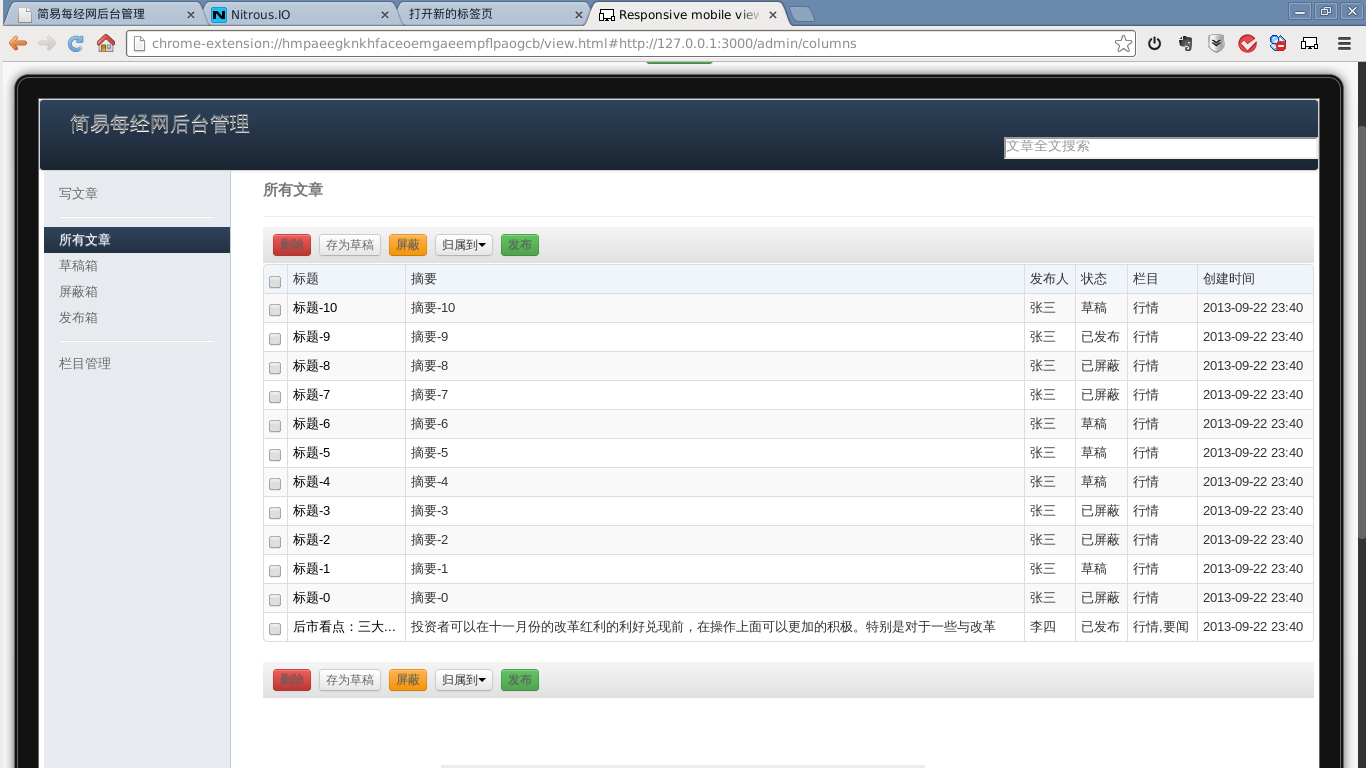 简易每经网后台管理 Nitrous.IO 打开新的标签页 Responsive mobile view
chrome-extension://hmpaeegknkhfaceoemgaeempflpaogcb/view.html#http://127.0.0.1:3000/admin/columns
简易每经网后台管理
文章全文搜索
写文章
所有文章
草稿箱
屏蔽箱
发布箱
栏目管理
所有文章
删除 存为草稿 屏蔽 归属到 发布
标题 摘要 发布人 状态 栏目 创建时间
标题-10 摘要-10 张三 草稿 行情 2013-09-22 23:40
标题-9 摘要-9 张三 已发布 行情 2013-09-22 23:40
标题-8 摘要-8 张三 已屏蔽 行情 2013-09-22 23:40
标题-7 摘要-7 张三 已屏蔽 行情 2013-09-22 23:40
标题-6 摘要-6 张三 草稿 行情 2013-09-22 23:40
标题-5 摘要-5 张三 草稿 行情 2013-09-22 23:40
标题-4 摘要-4 张三 草稿 行情 2013-09-22 23:40
标题-3 摘要-3 张三 已屏蔽 行情 2013-09-22 23:40
标题-2 摘要-2 张三 已屏蔽 行情 2013-09-22 23:40
标题-1 摘要-1 张三 草稿 行情 2013-09-22 23:40
标题-0 摘要-0 张三 已屏蔽 行情 2013-09-22 23:40
后市看点：三大... 投资者可以在十一月份的改革红利的利好兑现前，在操作上面可以更加的积极。特别是对于一些与改革 李四 已发布 行情,要闻 2013-09-22 23:40
删除 存为草稿 屏蔽 归属到 发布